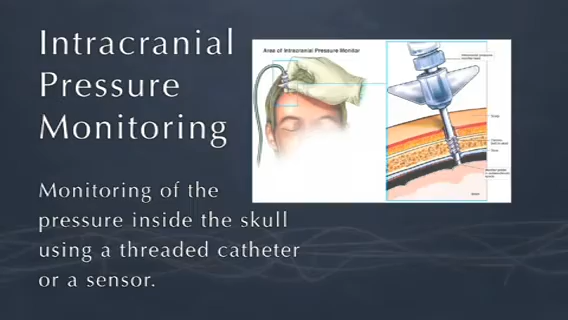 Intracranial
Pressure
Monitoring
Area of Intracranial Pressure Monitor
Monitoring of the
pressure inside the skull
using a threaded catheter
or a sensor.